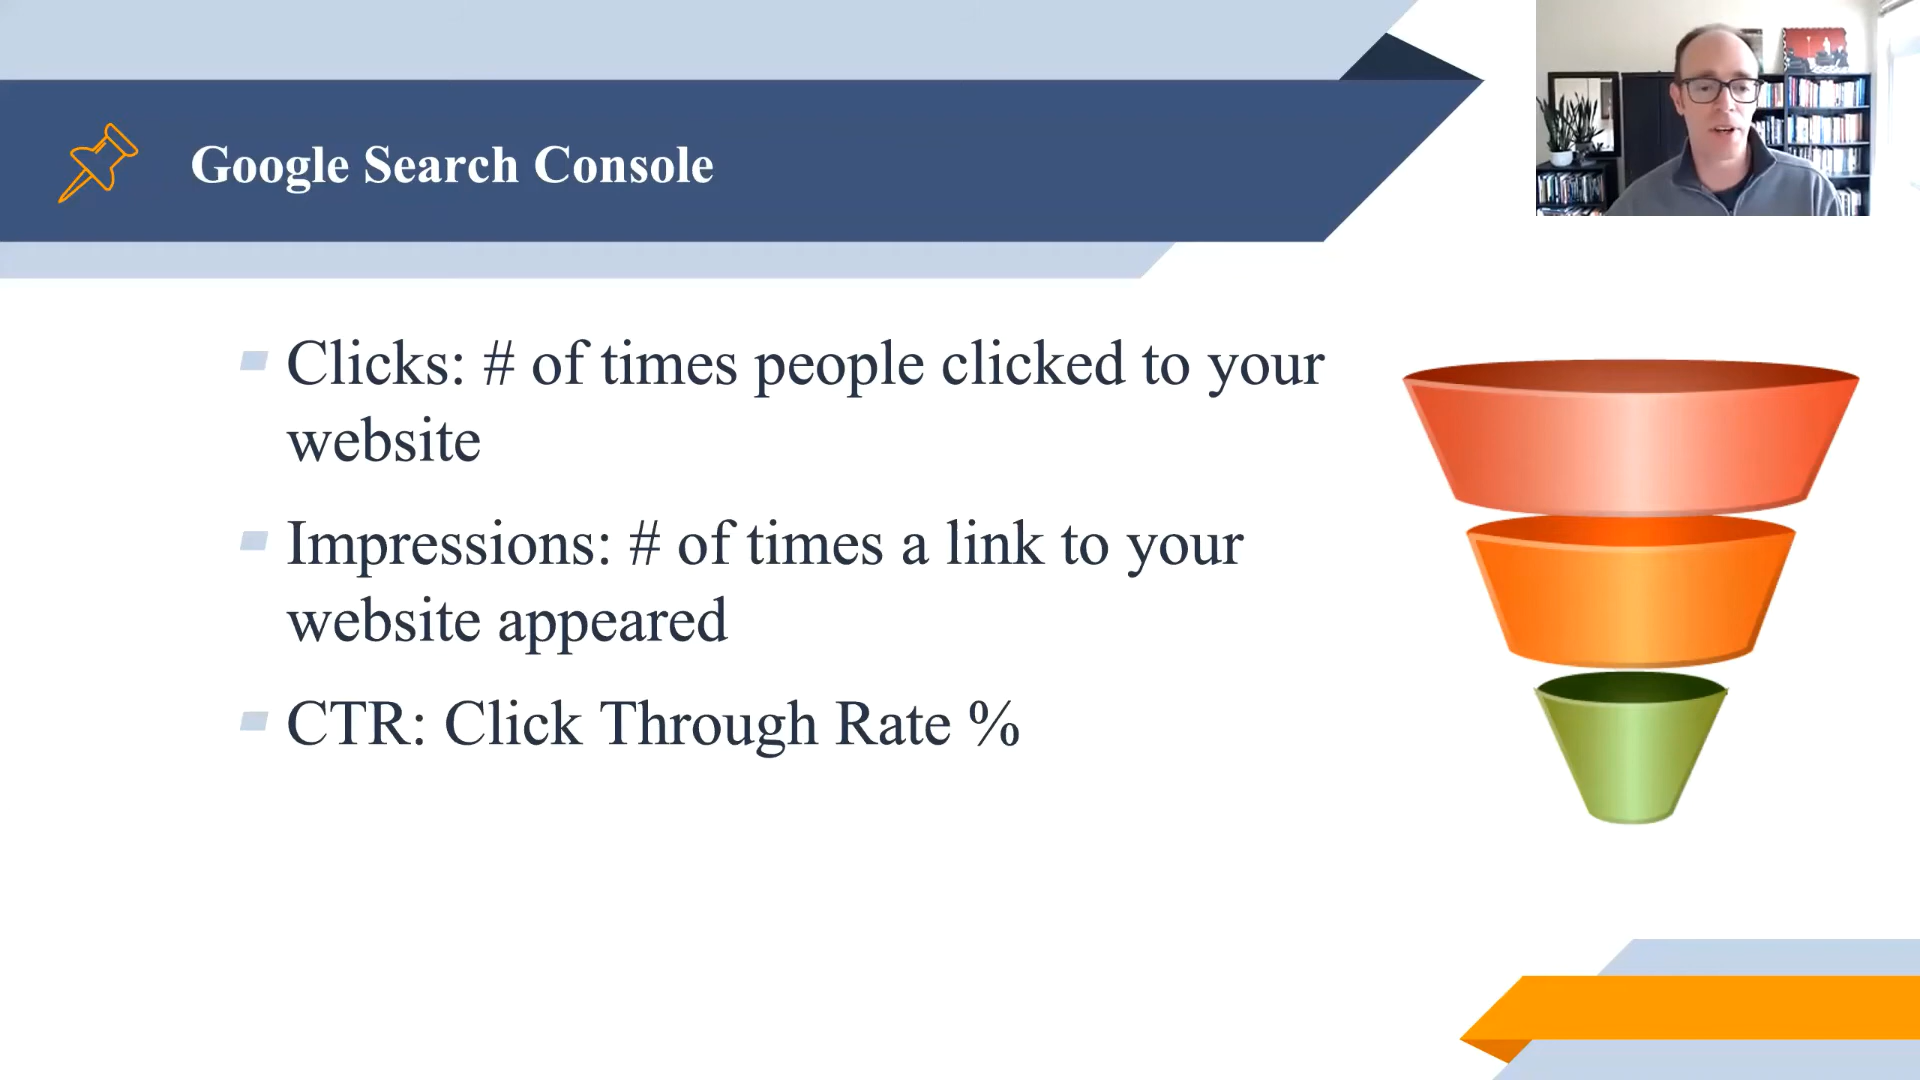 Google Search Console
Clicks: # of times people clicked to your
website
Impressions: # of times a link to your
website appeared
CTR: Click Through Rate %